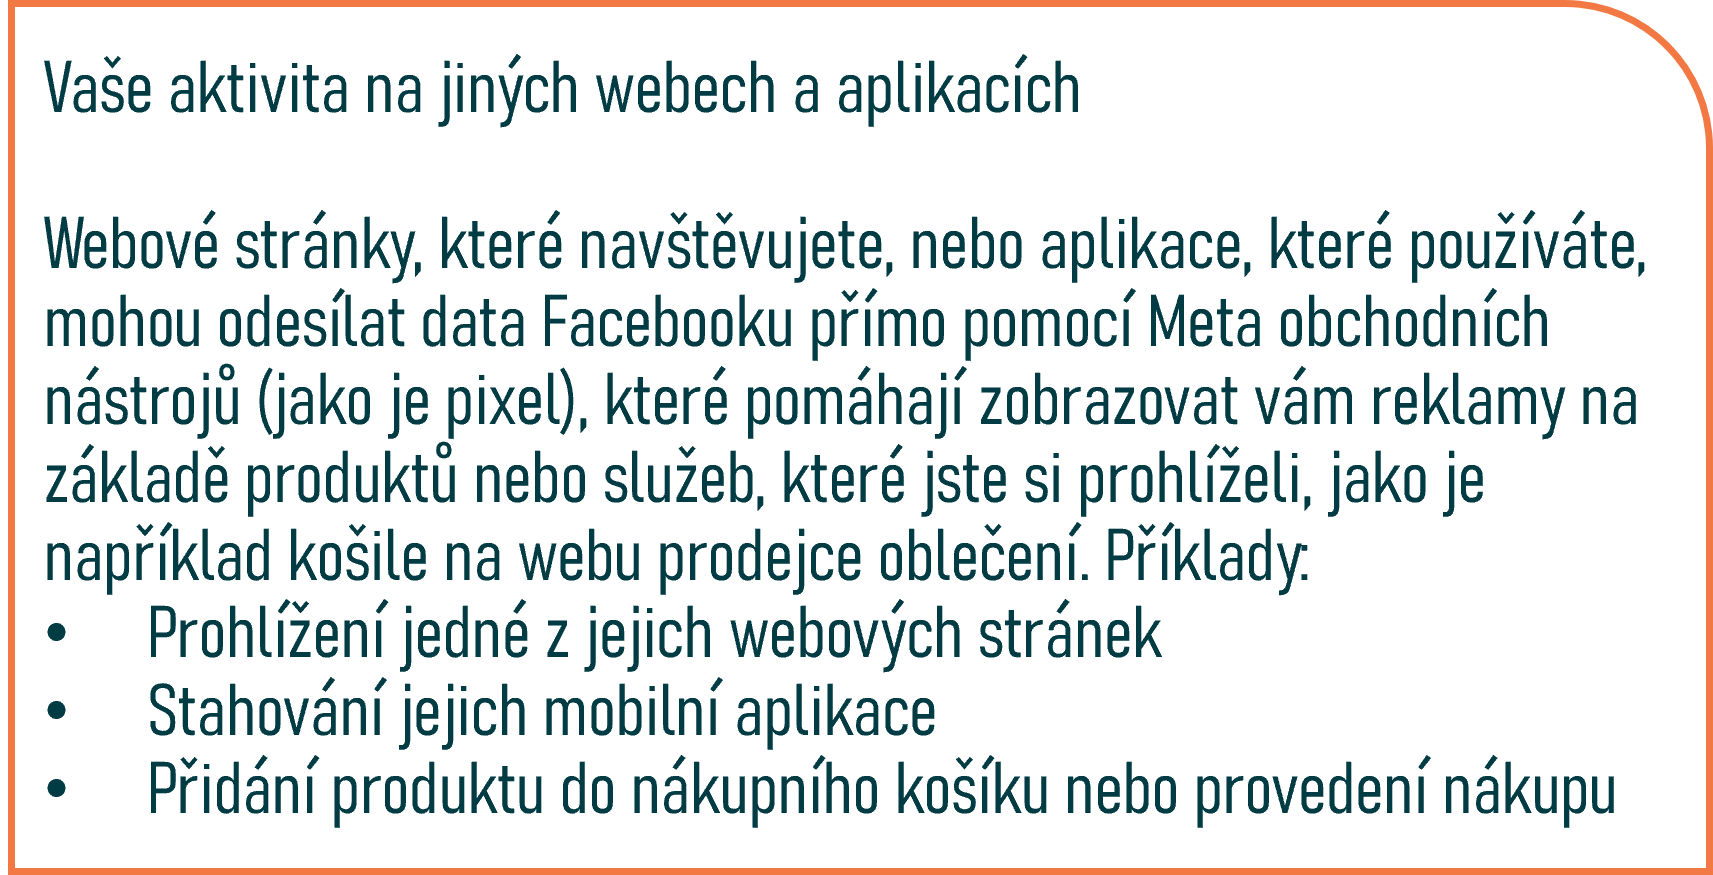 Vaše aktivita na jiných webech a aplikacích
Webové stránky, které navštěvujete, nebo aplikace, které používáte,
mohou odesílat data Facebooku přímo pomocí Meta obchodních
nástrojů (jako je pixel), které pomáhají zobrazovat vám reklamy na
základě produktů nebo služeb, které jste si prohlíželi, jako je
například košile na webu prodejce oblečení. Příklady:
• Prohlížení jedné z jejich webových stránek
• Stahování jejich mobilní aplikace
• Přidání produktu do nákupního košíku nebo provedení nákupu